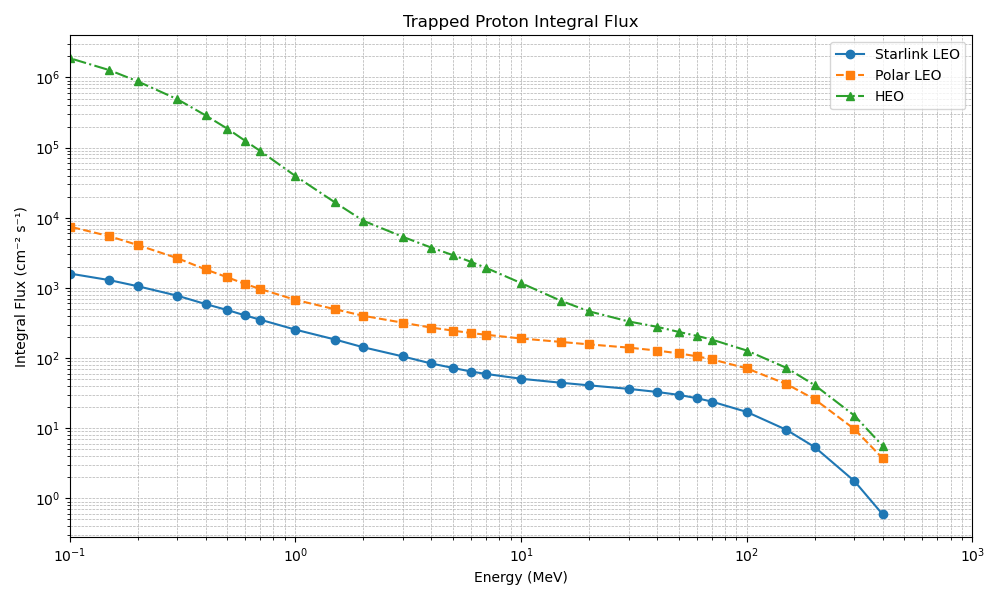 Trapped Proton Integral Flux
Starlink LEO
Polar LEO
HEO
Integral Flux (cm⁻² s⁻¹)
10⁶
10⁵
10⁴
10³
10²
10¹
10⁰
10⁻¹ 10⁰ 10¹ 10² 10³
Energy (MeV)